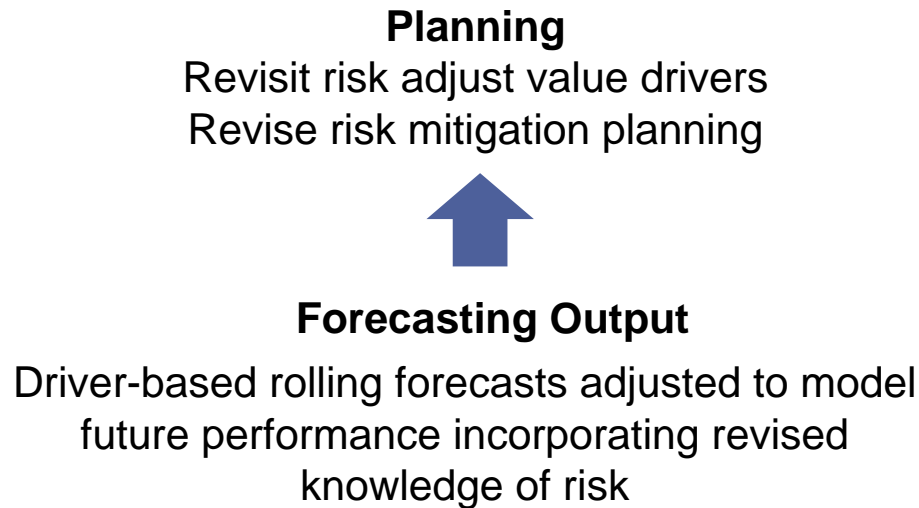 Planning
Revisit risk adjust value drivers
Revise risk mitigation planning
Forecasting Output
Driver-based rolling forecasts adjusted to model
future performance incorporating revised
knowledge of risk